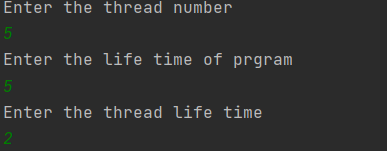 Enter the thread number
5
Enter the life time of prgram
5
Enter the thread life time
2